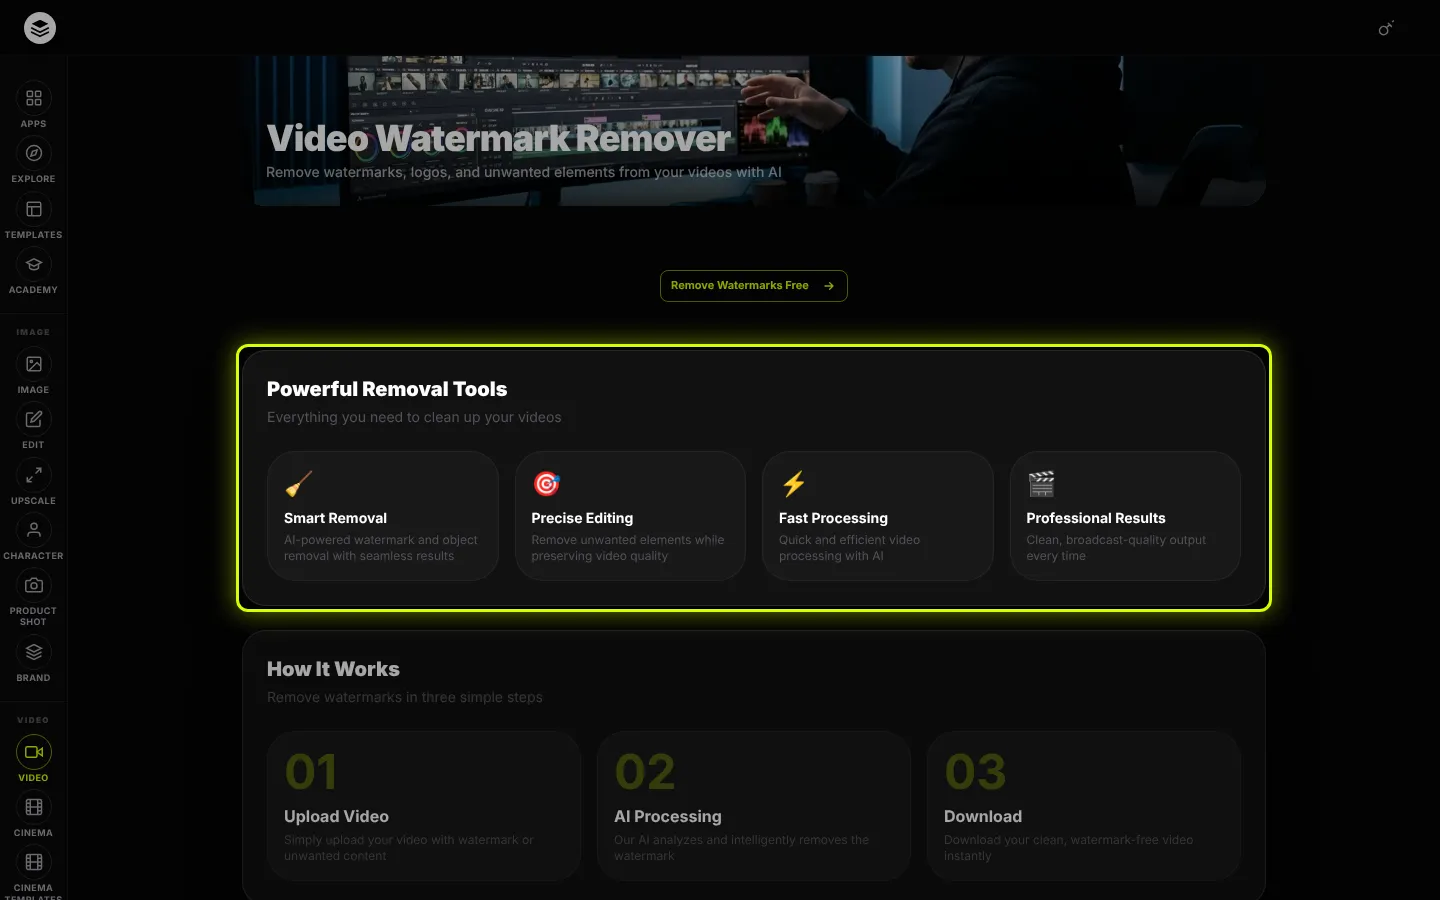 APPS
EXPLORE
TEMPLATES
ACADEMY
IMAGE
IMAGE
EDIT
UPSCALE
CHARACTER
PRODUCT
SHOT
BRAND
VIDEO
VIDEO
CINEMA
CINEMA
TEMPLATES
Video Watermark Remover
Remove watermarks, logos, and unwanted elements from your videos with AI
Remove Watermarks Free →
Powerful Removal Tools
Everything you need to clean up your videos
Smart Removal
AI-powered watermark and object
removal with seamless results
Precise Editing
Remove unwanted elements while
preserving video quality
Fast Processing
Quick and efficient video
processing with AI
Professional Results
Clean, broadcast-quality output
every time
How It Works
Remove watermarks in three simple steps
01
Upload Video
Simply upload your video with watermark or
unwanted content
02
AI Processing
Our AI analyzes and intelligently removes the
watermark
03
Download
Download your clean, watermark-free video
instantly